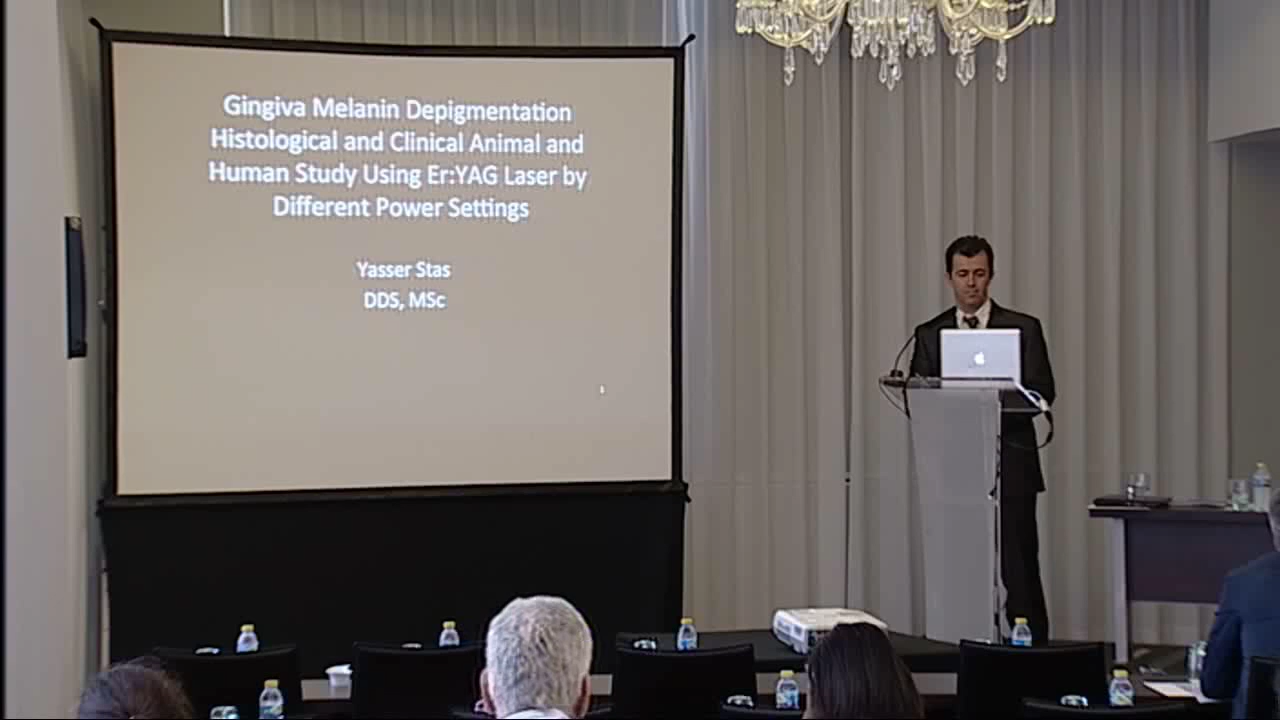 Gingiva Melanin Depigmentation
Histological and Clinical Animal and
Human Study Using Er:YAG Laser by
Different Power Settings
Yasser Stas
DDS, MSc